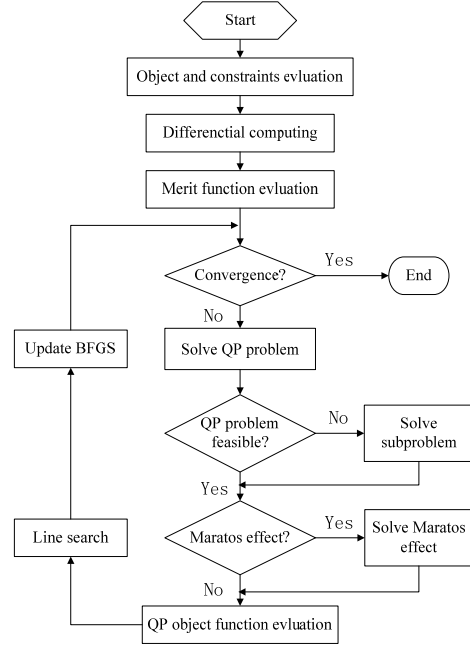 Start
Object and constraints evluation
Differenctial computing
Merit function evluation
Convergence?
Yes
End
No
Update BFGS
Solve QP problem
QP problem
feasible?
No
Solve
subproblem
Yes
Line search
Maratos effect?
Yes
Solve Maratos
effect
No
QP object function evluation